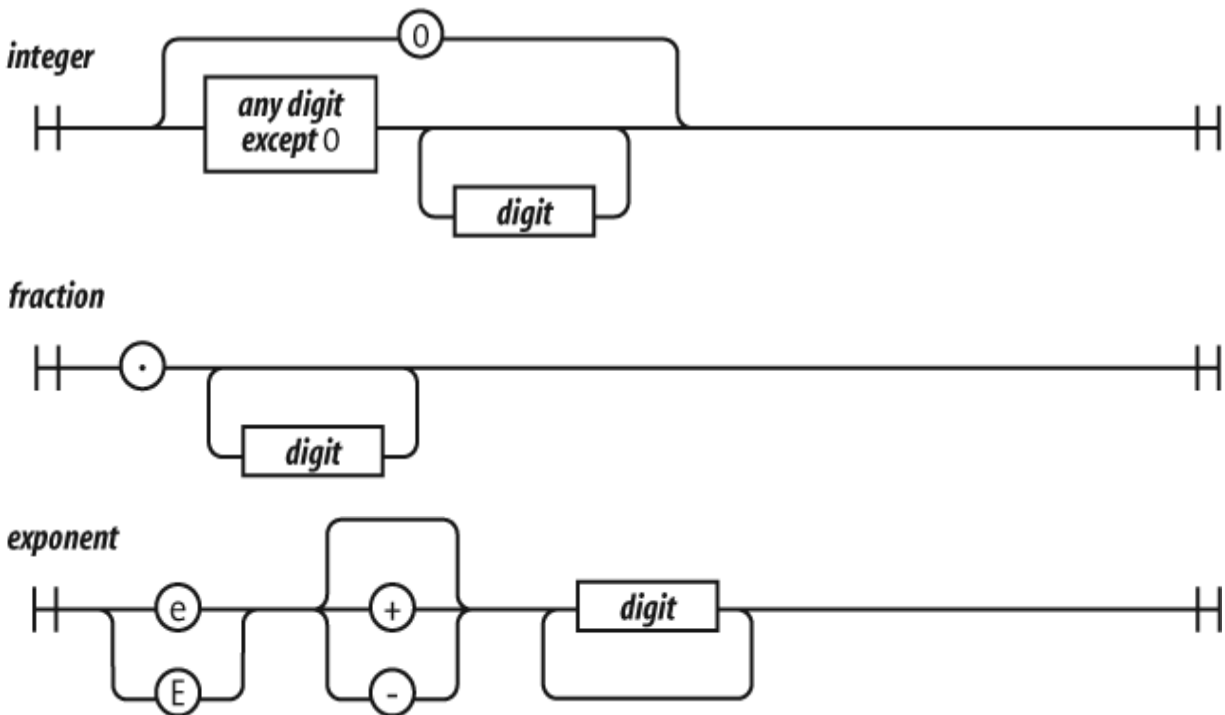 integer
0
any digit
except 0
digit
fraction
.
digit
exponent
e
+
digit
E
-